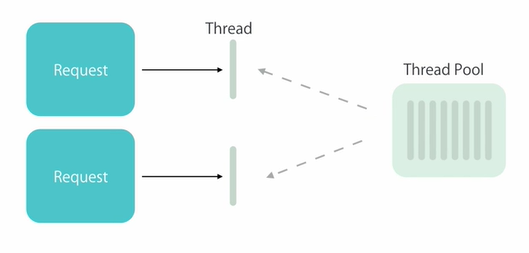 Thread
Request
Thread Pool
Request